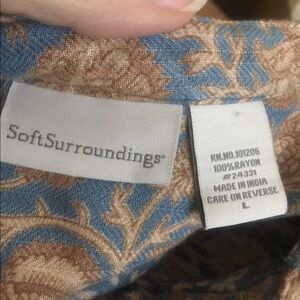 SoftSurroundings®
RN.NO.101206
100%RAYON
#24331
MADE IN INDIA
CARE ON REVERSE
L